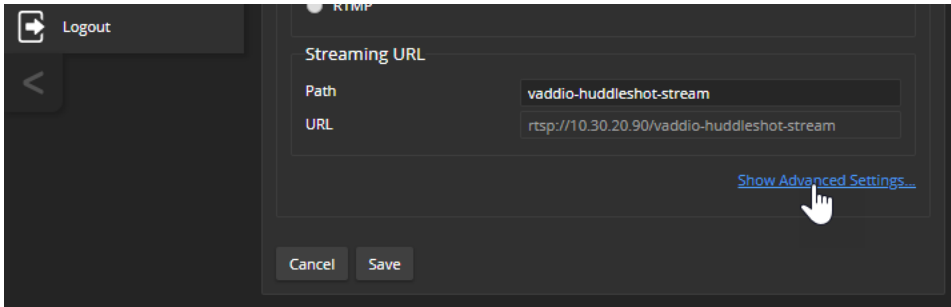 RTMP
Logout
Streaming URL
Path vaddio-huddleshot-stream
URL rtsp://10.30.20.90/vaddio-huddleshot-stream
Show Advanced Settings...
Cancel Save